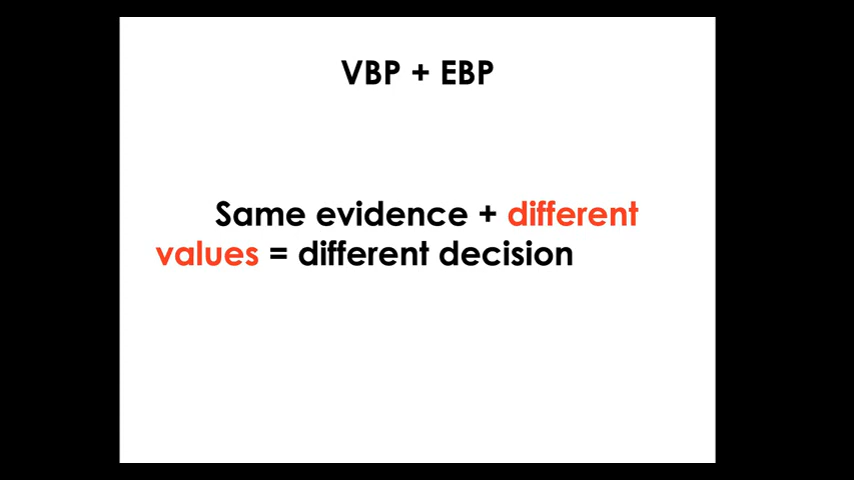 VBP + EBP
Same evidence + different
values = different decision